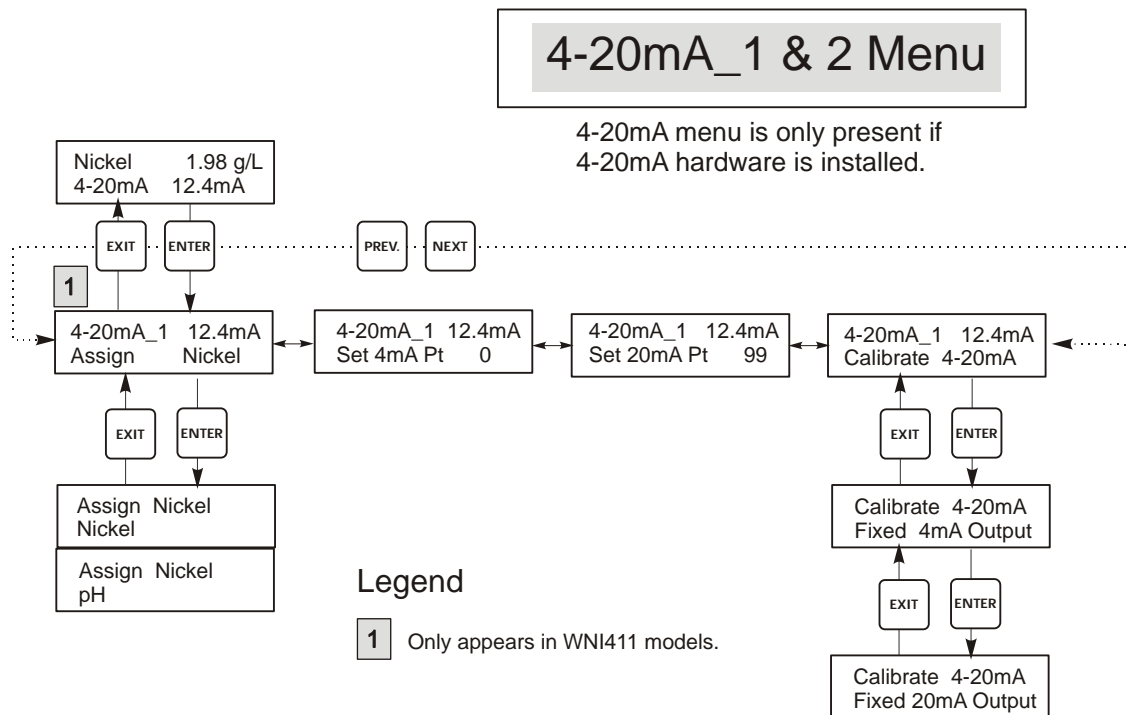 4-20mA_1 & 2 Menu
4-20mA menu is only present if
4-20mA hardware is installed.
Nickel 1.98 g/L
4-20mA 12.4mA
EXIT ENTER PREV. NEXT
1
4-20mA_1 12.4mA
Assign Nickel
4-20mA_1 12.4mA
Set 4mA Pt 0
4-20mA_1 12.4mA
Set 20mA Pt 99
4-20mA_1 12.4mA
Calibrate 4-20mA
EXIT ENTER
EXIT ENTER
Assign Nickel
Nickel
Assign Nickel
pH
Calibrate 4-20mA
Fixed 4mA Output
EXIT ENTER
Calibrate 4-20mA
Fixed 20mA Output
Legend
1 Only appears in WNI411 models.